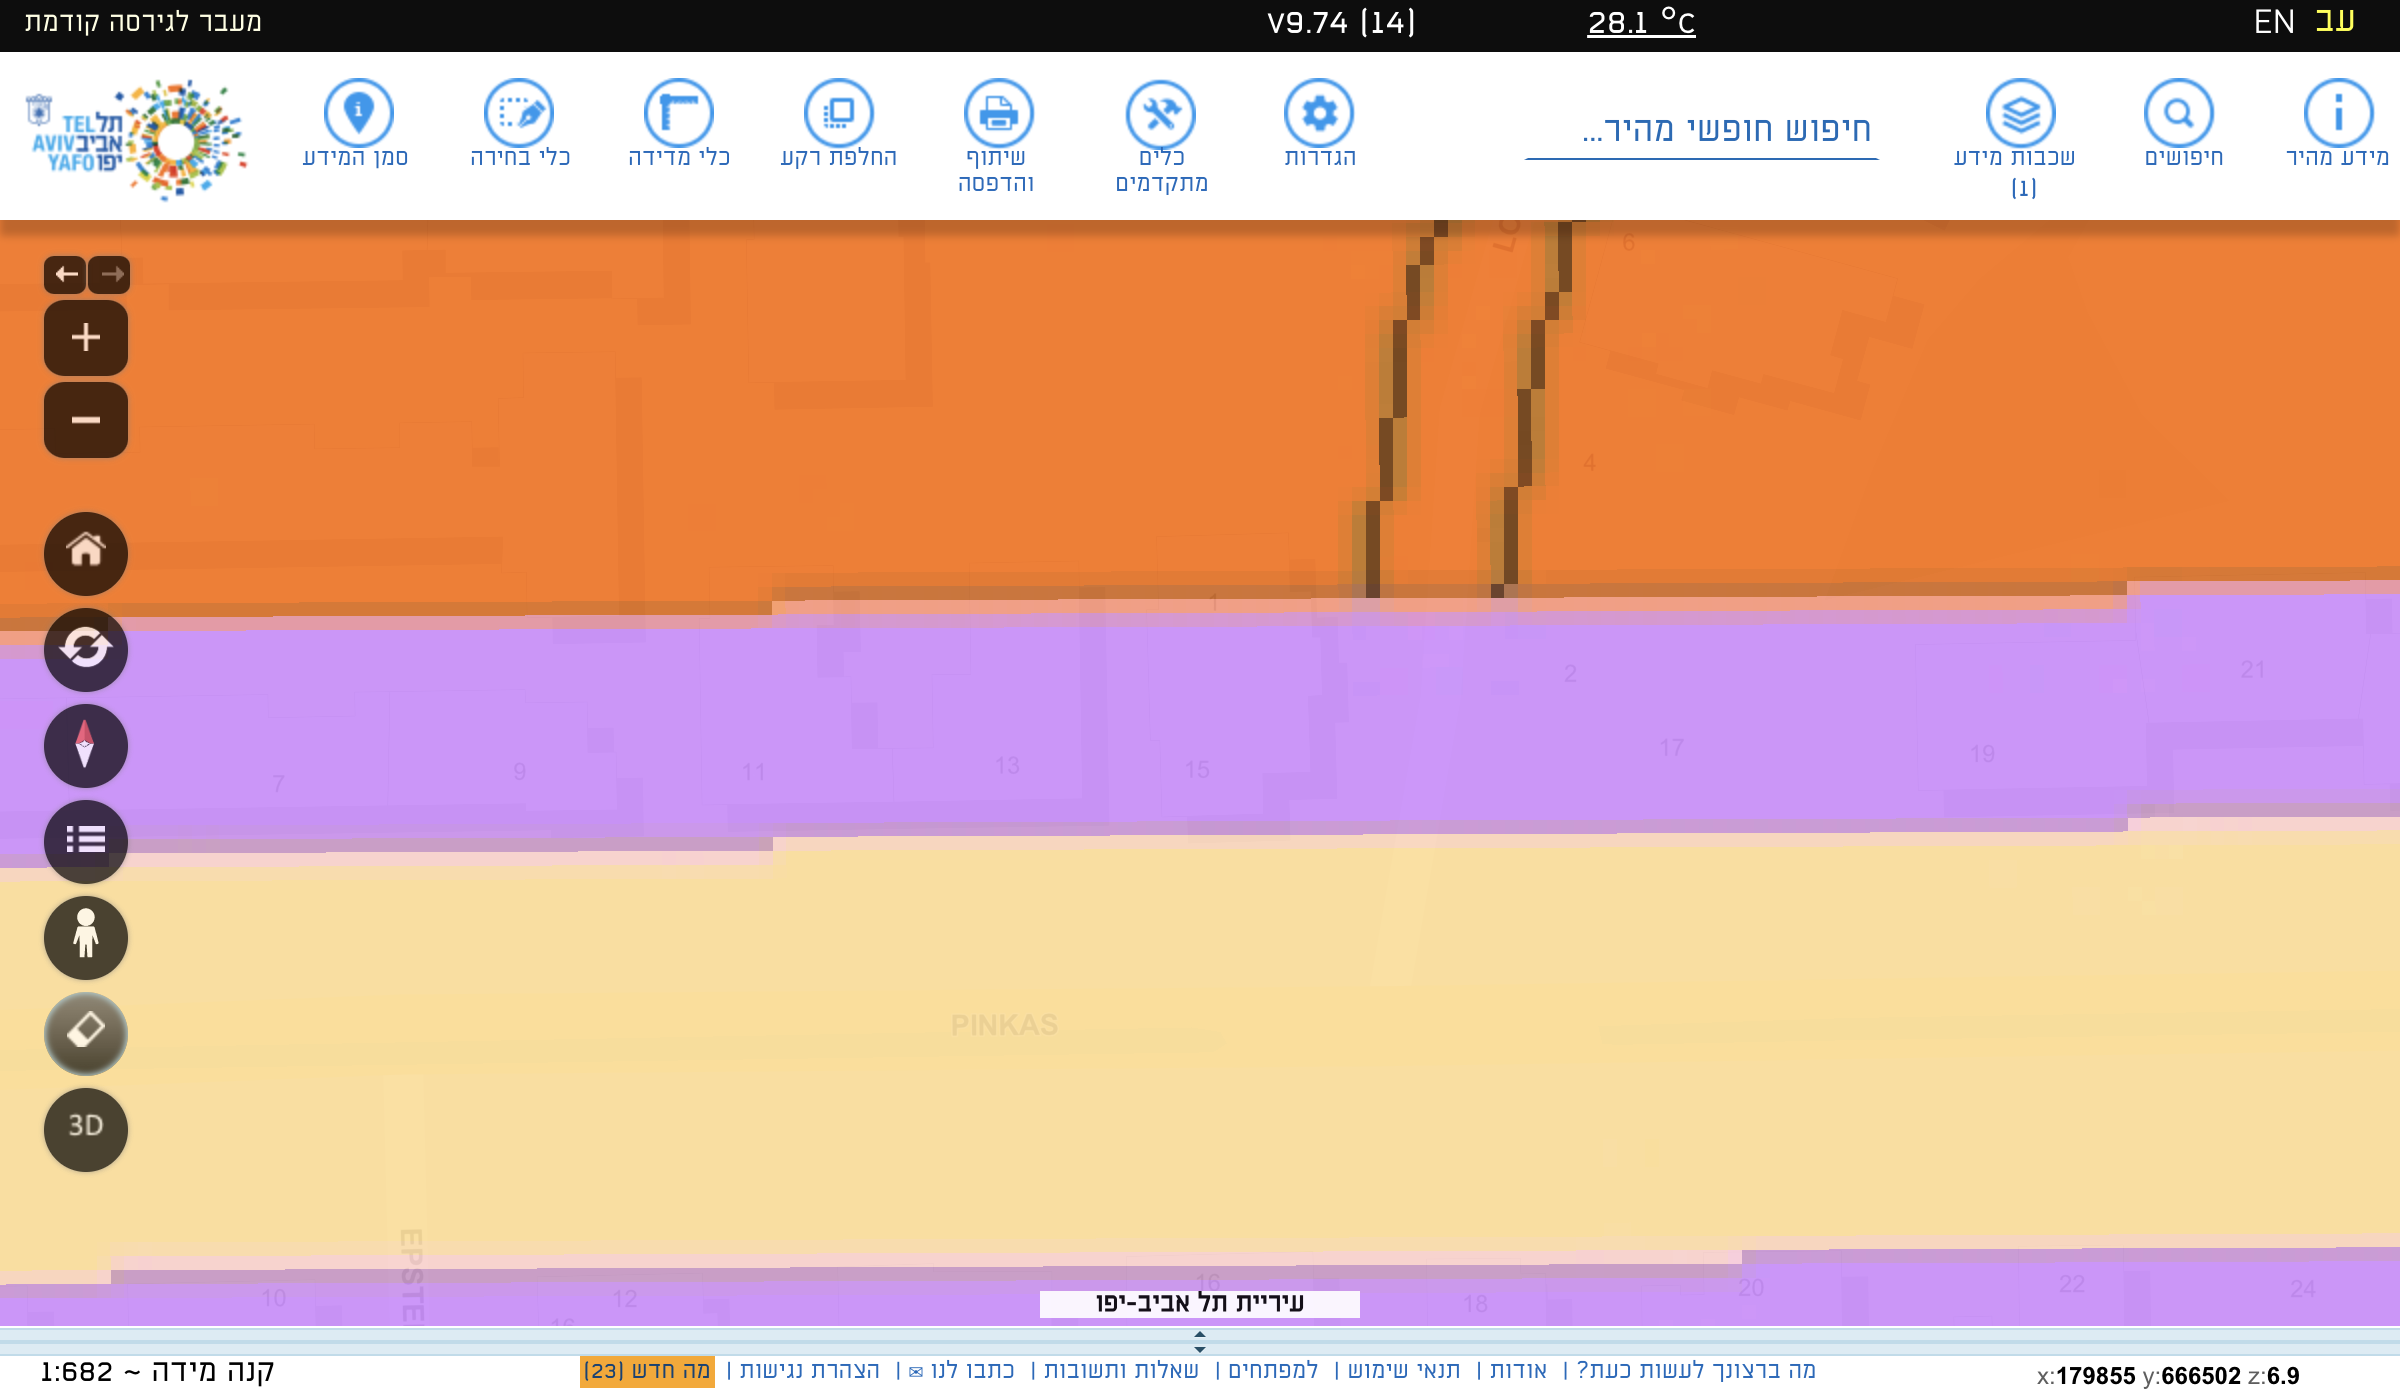 עב EN
28.1 °C
V9.74 (14)
מעבר לגירסה קודמת
מידע מהיר
חיפושים
שכבות מידע
(1)
חיפוש חופשי מהיר...
הגדרות
כלים
מתקדמים
שיתוף
והדפסה
החלפת רקע
כלי מדידה
כלי בחירה
סמן המידע
תל אביב יפו
TEL AVIV YAFO
6
4
1
2
21
7
9
11
13
15
17
19
PINKAS
3D
EPSTE
10
12
16
16
18
20
22
24
עיריית תל אביב-יפו
קנה מידה ~ 1:682
מה ברצונך לעשות כעת? | אודות | תנאי שימוש | למפתחים | שאלות ותשובות | כתבו לנו ✉ | הצהרת נגישות | מה חדש (23)
x:179855 y:666502 z:6.9